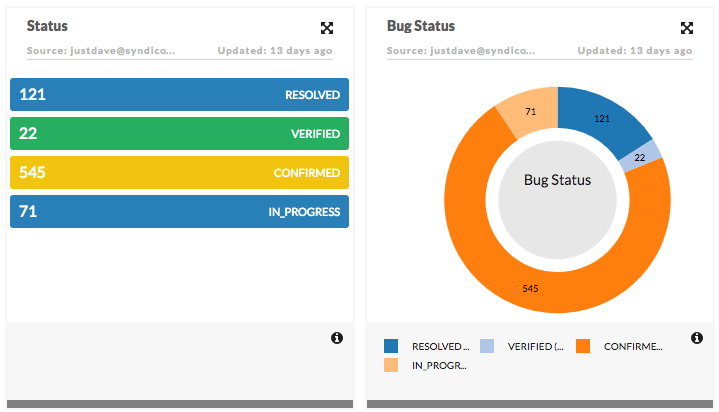 Status
Source: justdave@syndico... Updated: 13 days ago
121 RESOLVED
22 VERIFIED
545 CONFIRMED
71 IN_PROGRESS
Bug Status
Source: justdave@syndico... Updated: 13 days ago
71 121
22
Bug Status
545
RESOLVED ... VERIFIED (... CONFIRME...
IN_PROGR...